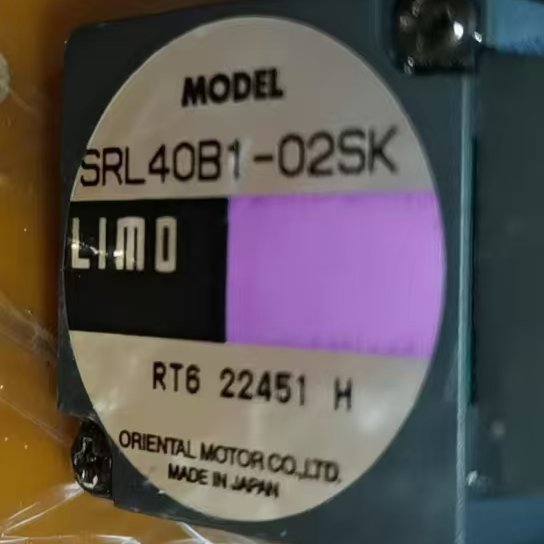 MODEL
SRL40B1-02SK
LIMO
RT6 22451 H
ORIENTAL MOTOR CO.,LTD.
MADE IN JAPAN